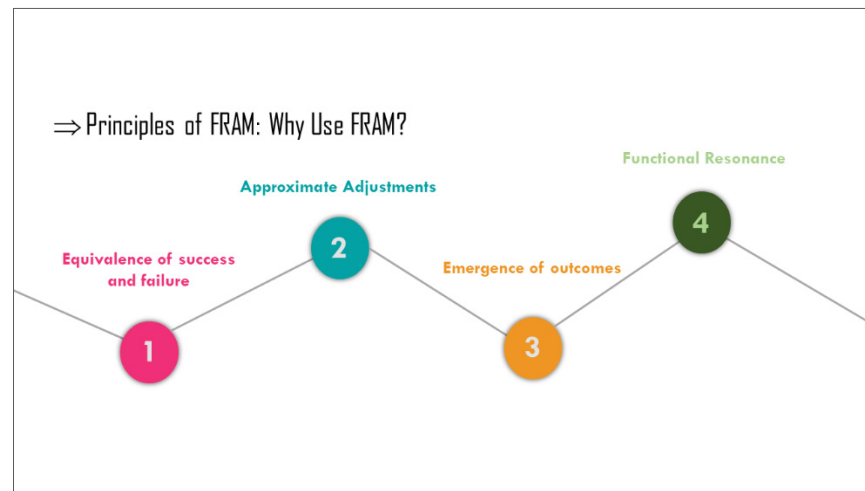 ⇒ Principles of FRAM: Why Use FRAM?
Equivalence of success
and failure
1
Approximate Adjustments
2
Emergence of outcomes
3
Functional Resonance
4